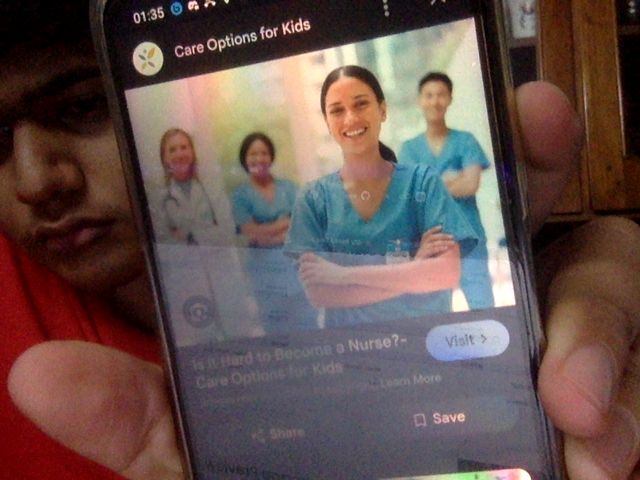 01:35
Care Options for Kids
Is it Hard to Become a Nurse?-
Care Options for Kids
Visit >
Learn More
Share
Save